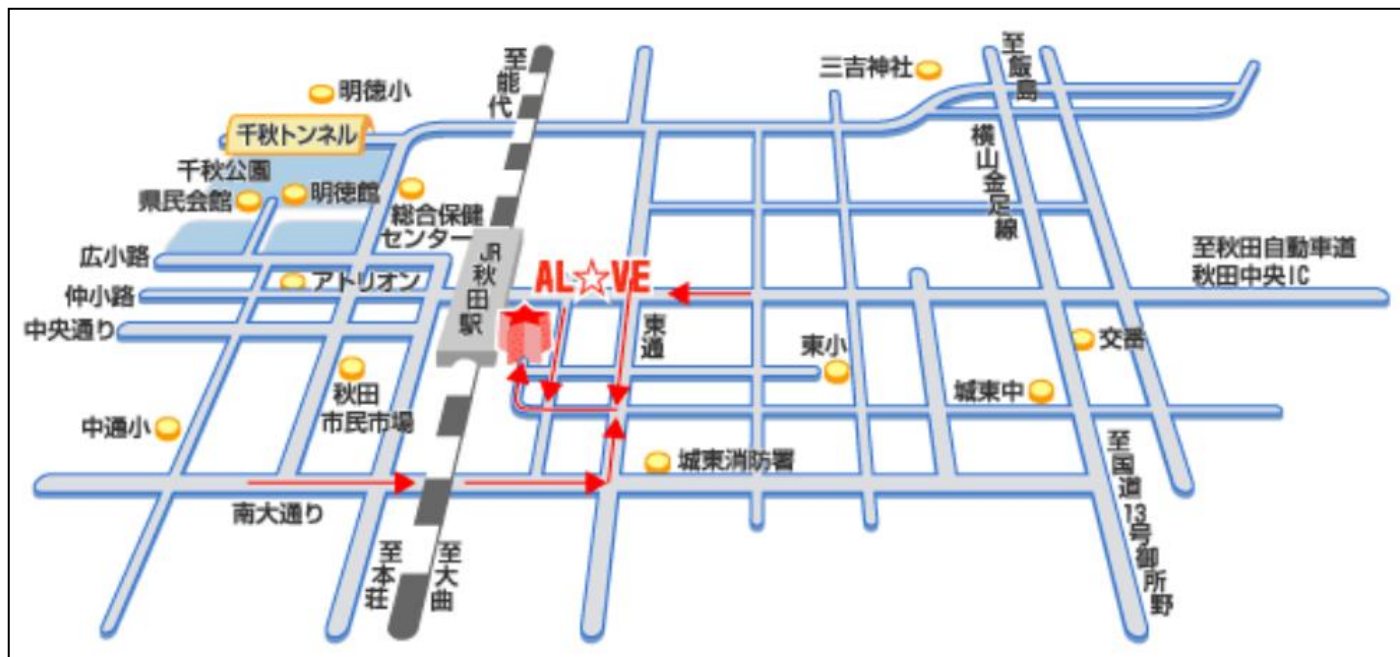 至能代
至飯島
三吉神社
明徳小
千秋トンネル
千秋公園
県民会館
明徳館
総合保健
センター
横山金足線
広小路
JR秋田駅
AL☆VE
至秋田自動車道
秋田中央IC
アトリオン
仲小路
中央通り
東通
東小
交番
秋田
市民市場
城東中
中通小
城東消防署
南大通り
至国道13号御所野
至本荘
至大曲